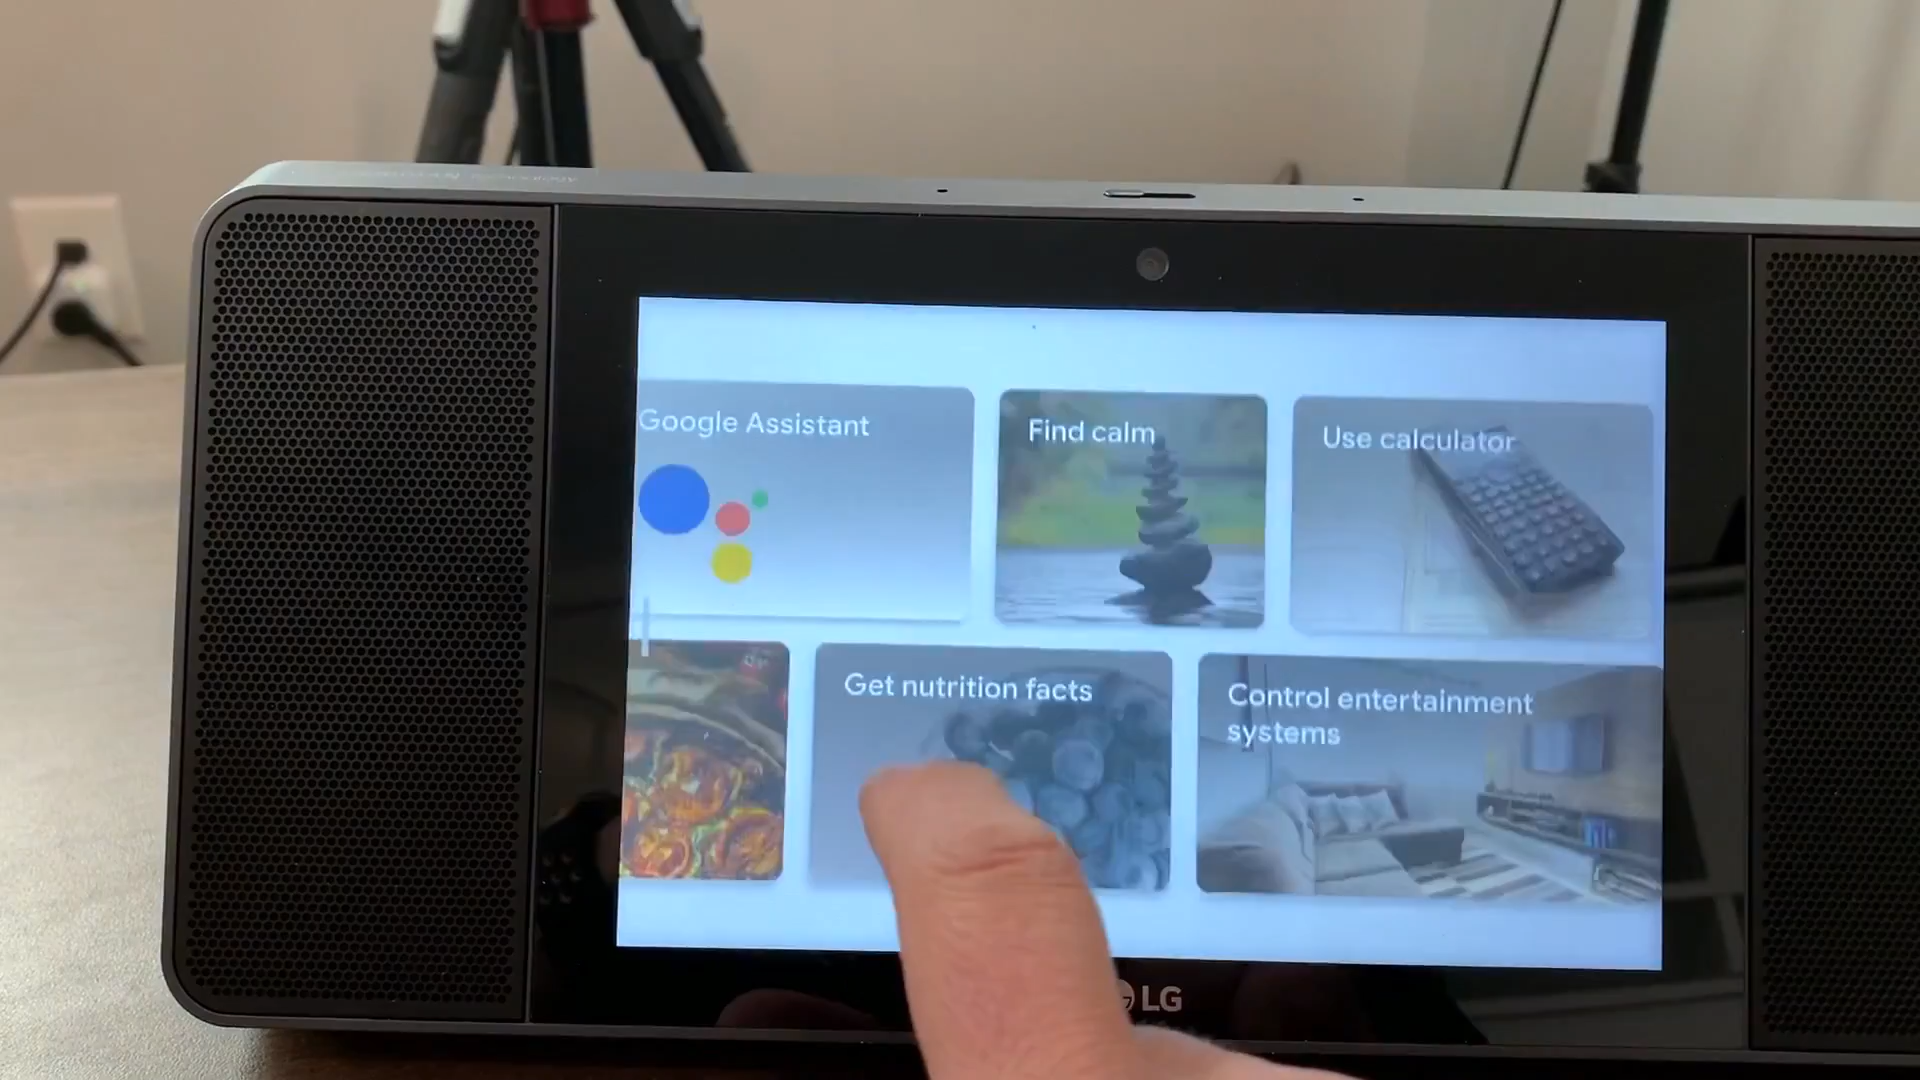 Google Assistant
Find calm
Use calculator
Get nutrition facts
Control entertainment
systems
LG